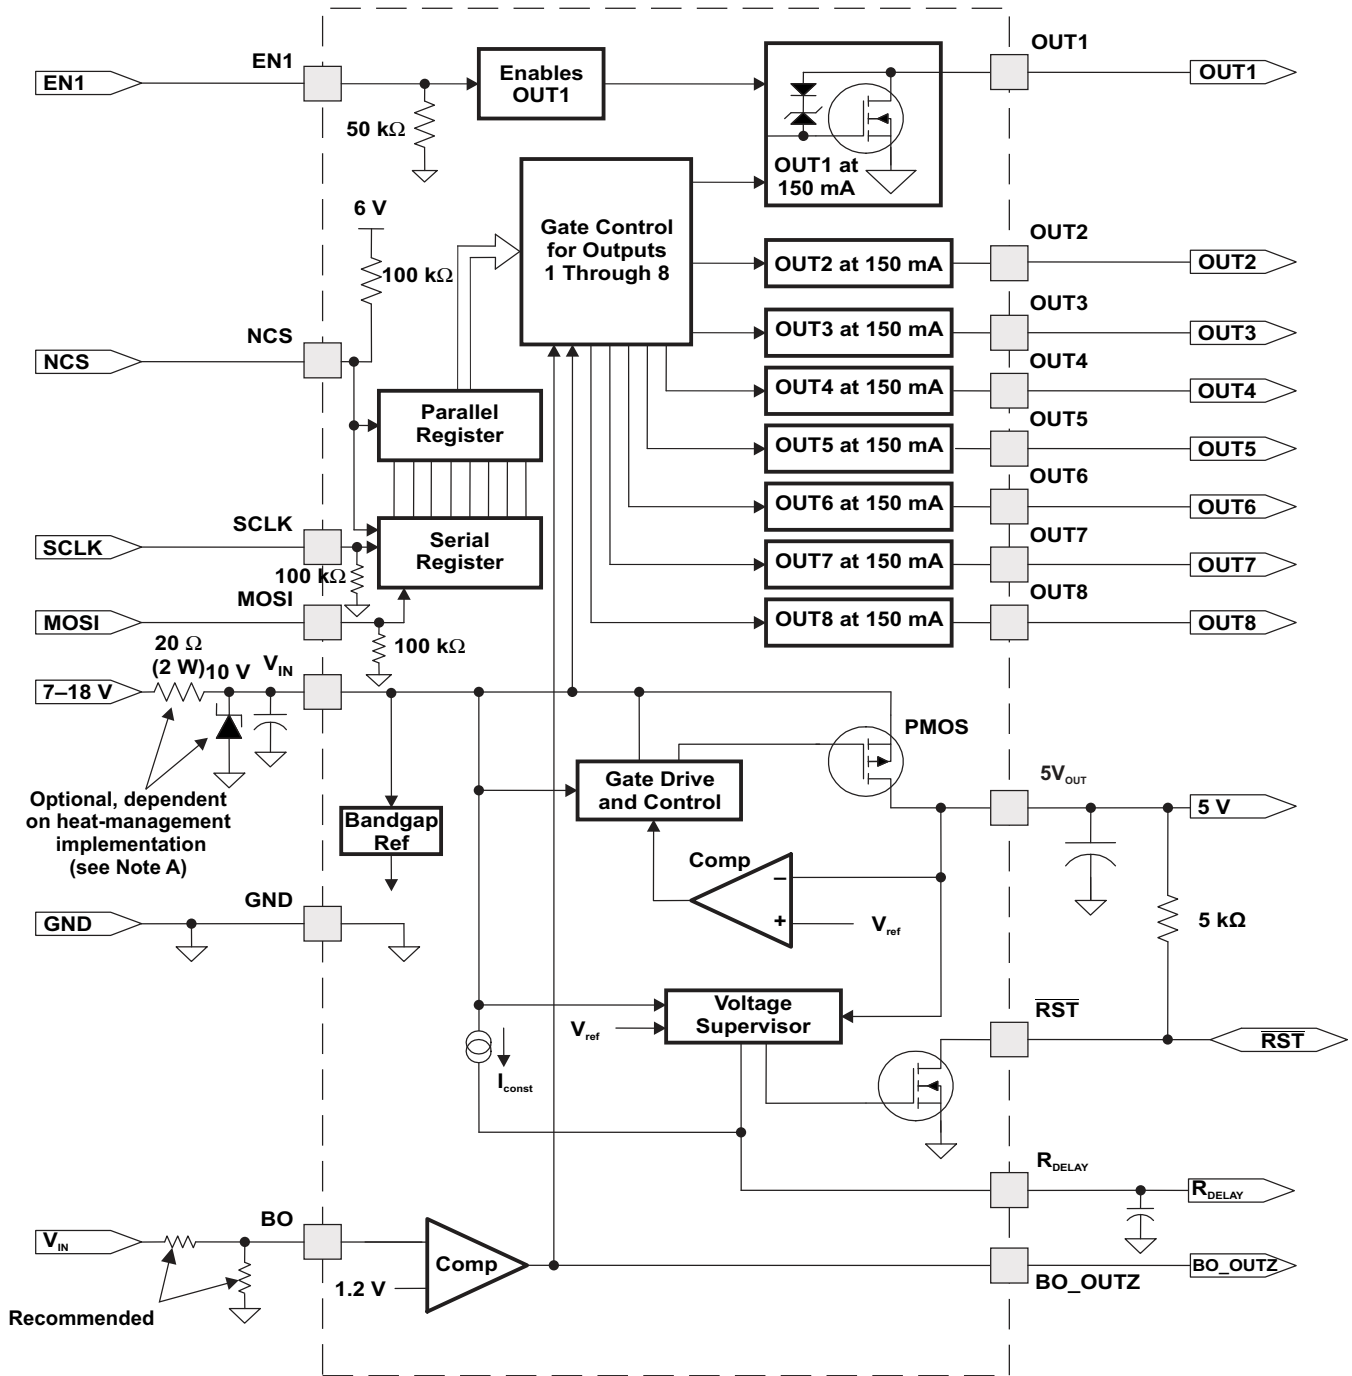 OUT1
EN1
Enables
OUT1
EN1
OUT1
50 kΩ
OUT1 at
150 mA
6 V
Gate Control
for Outputs
1 Through 8
OUT2
100 kΩ
OUT2 at 150 mA
OUT2
OUT3
NCS
OUT3 at 150 mA
OUT3
NCS
OUT4
Parallel
Register
OUT4 at 150 mA
OUT4
OUT5
OUT5 at 150 mA
OUT5
OUT6
OUT6 at 150 mA
OUT6
SCLK
Serial
Register
OUT7
SCLK
100 kΩ
OUT7 at 150 mA
OUT7
MOSI
OUT8
MOSI
100 kΩ
OUT8 at 150 mA
OUT8
20 Ω
(2 W)
10 V
VIN
7–18 V
PMOS
5VOUT
Gate Drive
and Control
5 V
Optional, dependent
on heat-management
implementation
(see Note A)
Bandgap
Ref
Comp
–
+
Vref
GND
GND
5 kΩ
Voltage
Supervisor
Vref
RST
RST
Iconst
RDELAY
RDELAY
BO
VIN
Comp
1.2 V
BO_OUTZ
BO_OUTZ
Recommended